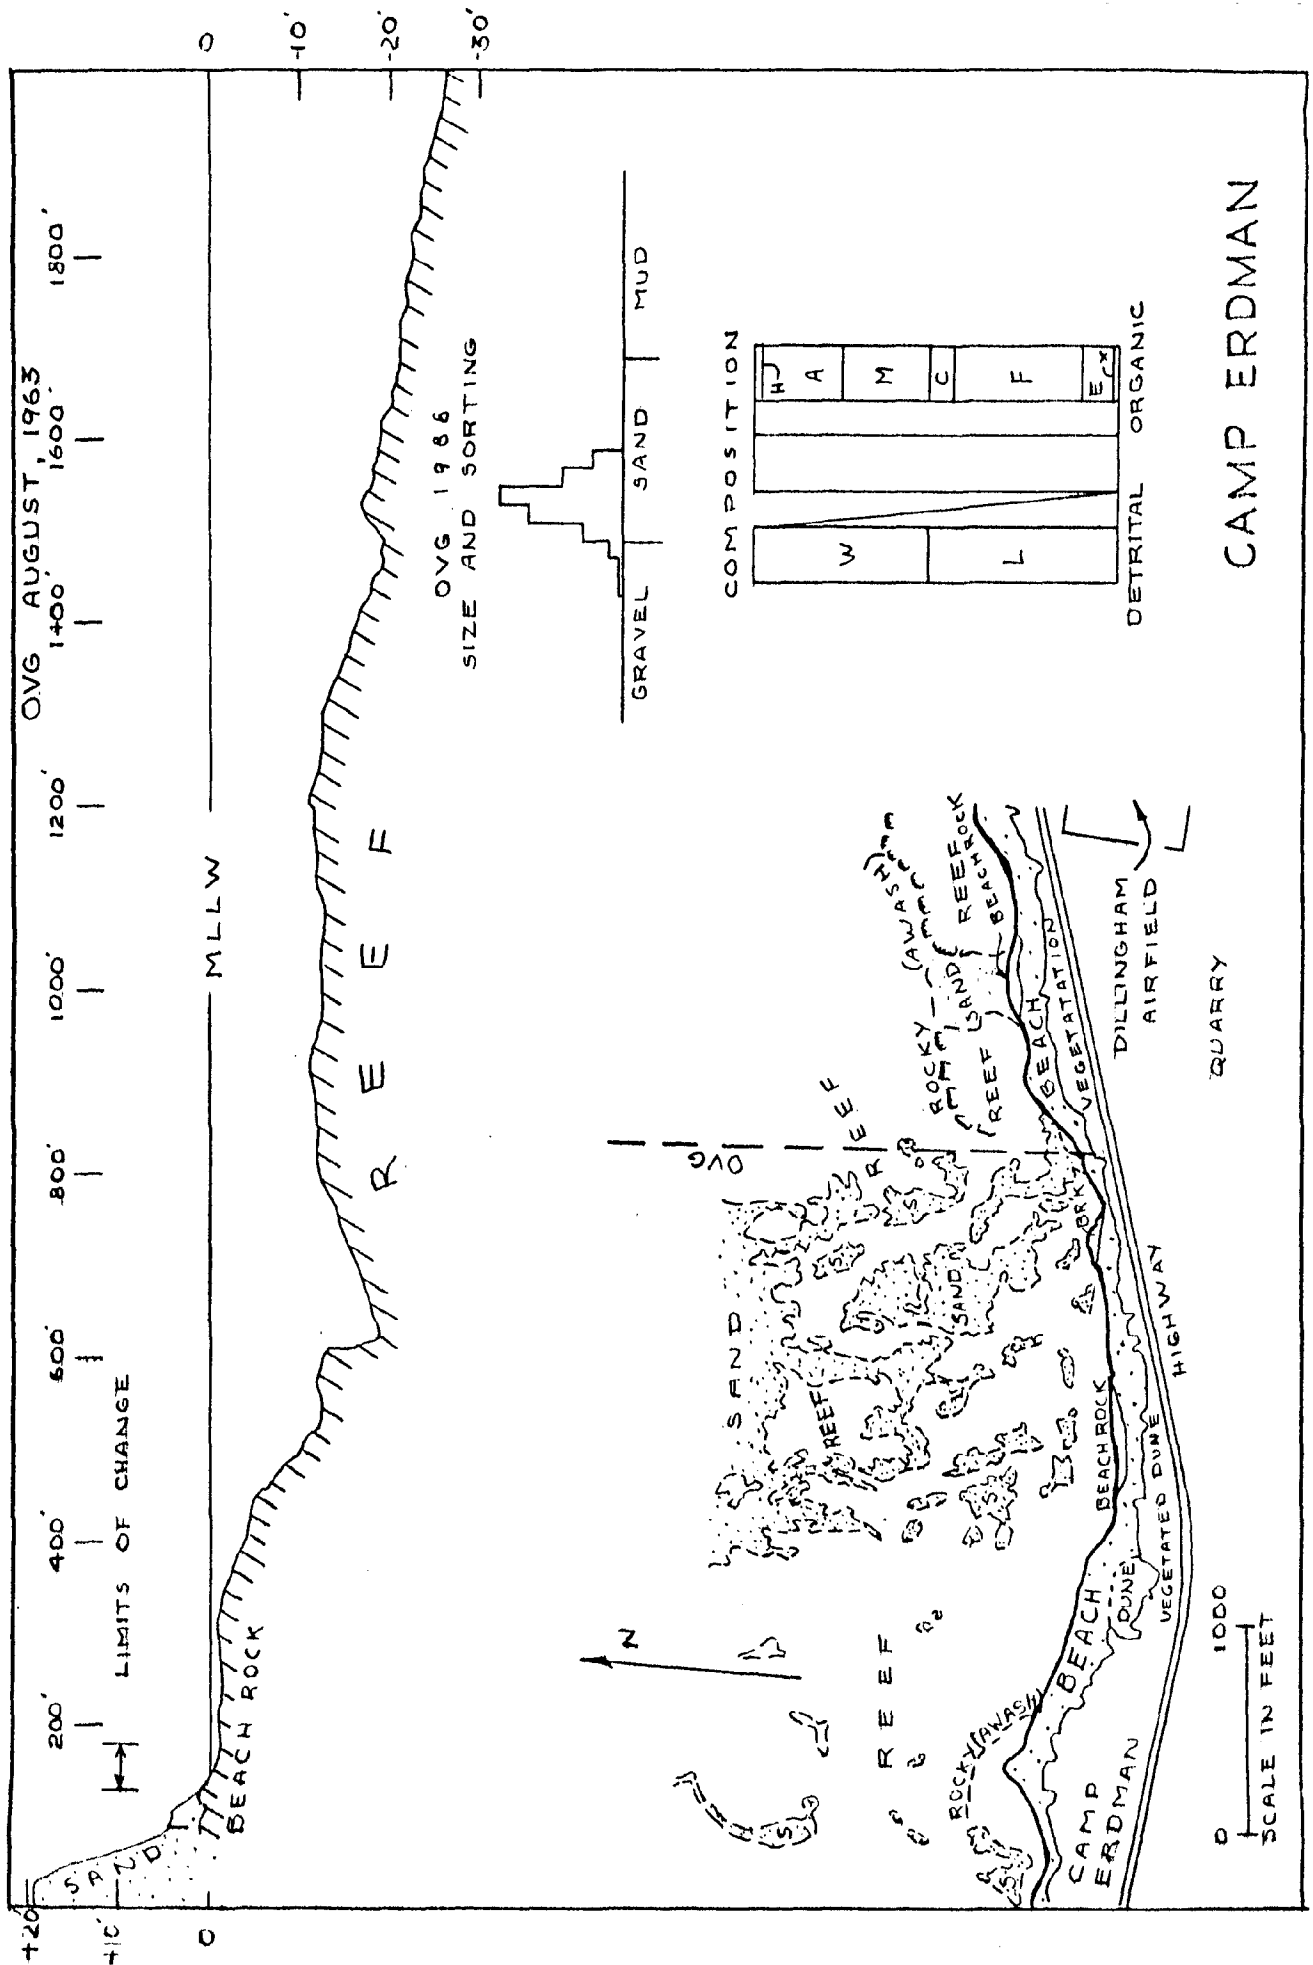 OVG AUGUST, 1963
200' 400' 600' 800' 1000' 1200' 1400' 1600' 1800'
LIMITS OF CHANGE
+20'
+10'
0
0
-10'
-20'
-30'
MLLW
SAND
BEACH ROCK
REEF
OVG 1986
SIZE AND SORTING
GRAVEL SAND MUD
COMPOSITION
W
L
H
A
M
C
F
E
X
DETRITAL ORGANIC
CAMP ERDMAN
N
OVG
SAND
REEF
REEF
REEF
SAND
S
S
S
S
S
S
ROCKY (AWASH)
REEF
SAND
REEF
BEACHROCK
BEACHROCK
BRK
ROCKY (AWASH)
BEACH
DUNE
BEACHROCK
BEACH
VEGETATATION
VEGETATED DUNE
HIGHWAY
DILLINGHAM
AIRFIELD
QUARRY
CAMP
ERDMAN
0 1000
SCALE IN FEET